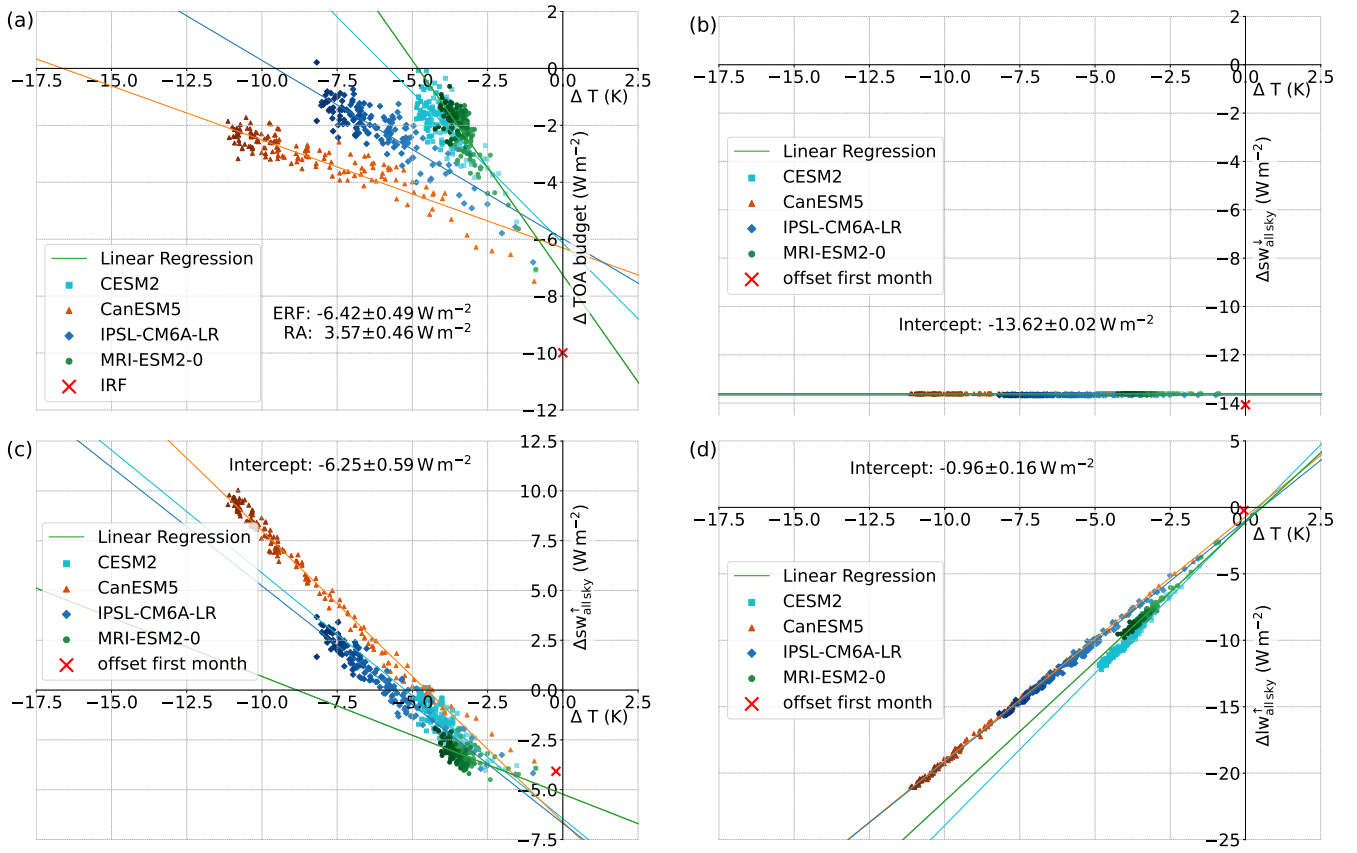 (a)
2
0
−2
−4
−6
−8
−10
−12
−17.5 −15.0 −12.5 −10.0 −7.5 −5.0 −2.5 0.0 2.5
Δ T (K)
Δ TOA budget (W m⁻²)
Linear Regression
CESM2
CanESM5
IPSL-CM6A-LR
MRI-ESM2-0
IRF
ERF: -6.42±0.49 W m⁻²
RA: 3.57±0.46 W m⁻²
(b)
2
0
−2
−4
−6
−8
−10
−12
−14
−17.5 −15.0 −12.5 −10.0 −7.5 −5.0 −2.5 0.0 2.5
Δ T (K)
Δsw↓all sky (W m⁻²)
Linear Regression
CESM2
CanESM5
IPSL-CM6A-LR
MRI-ESM2-0
offset first month
Intercept: -13.62±0.02 W m⁻²
(c)
12.5
10.0
7.5
5.0
2.5
0.0
−2.5
−5.0
−7.5
−17.5 −15.0 −12.5 −10.0 −7.5 −5.0 −2.5 0.0 2.5
Δ T (K)
Δsw↑all sky (W m⁻²)
Intercept: -6.25±0.59 W m⁻²
Linear Regression
CESM2
CanESM5
IPSL-CM6A-LR
MRI-ESM2-0
offset first month
(d)
5
0
−5
−10
−15
−20
−25
−17.5 −15.0 −12.5 −10.0 −7.5 −5.0 −2.5 0.0 2.5
Δ T (K)
Δlw↑all sky (W m⁻²)
Intercept: -0.96±0.16 W m⁻²
Linear Regression
CESM2
CanESM5
IPSL-CM6A-LR
MRI-ESM2-0
offset first month